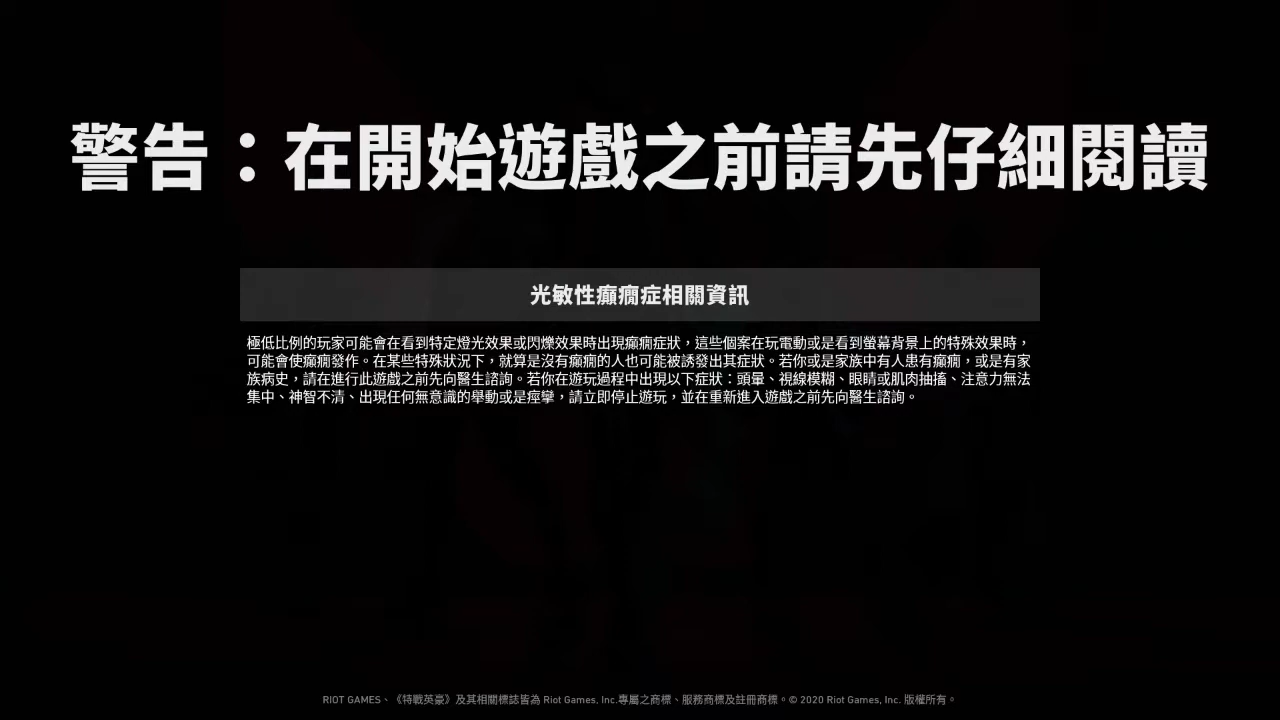 警告：在開始遊戲之前請先仔細閱讀
光敏性癲癇症相關資訊
極低比例的玩家可能會在看到特定燈光效果或閃爍效果時出現癲癇症狀，這些個案在玩電動或是看到螢幕背景上的特殊效果時，
可能會使癲癇發作。在某些特殊狀況下，就算是沒有癲癇的人也可能被誘發出其症狀。若你或是家族中有人患有癲癇，或是有家
族病史，請在進行此遊戲之前先向醫生諮詢。若你在遊玩過程中出現以下症狀：頭暈、視線模糊、眼睛或肌肉抽搐、注意力無法
集中、神智不清、出現任何無意識的舉動或是痙攣，請立即停止遊玩，並在重新進入遊戲之前先向醫生諮詢。
RIOT GAMES、《特戰英豪》及其相關標誌皆為 Riot Games, Inc.專屬之商標、服務商標及註冊商標。© 2020 Riot Games, Inc. 版權所有。